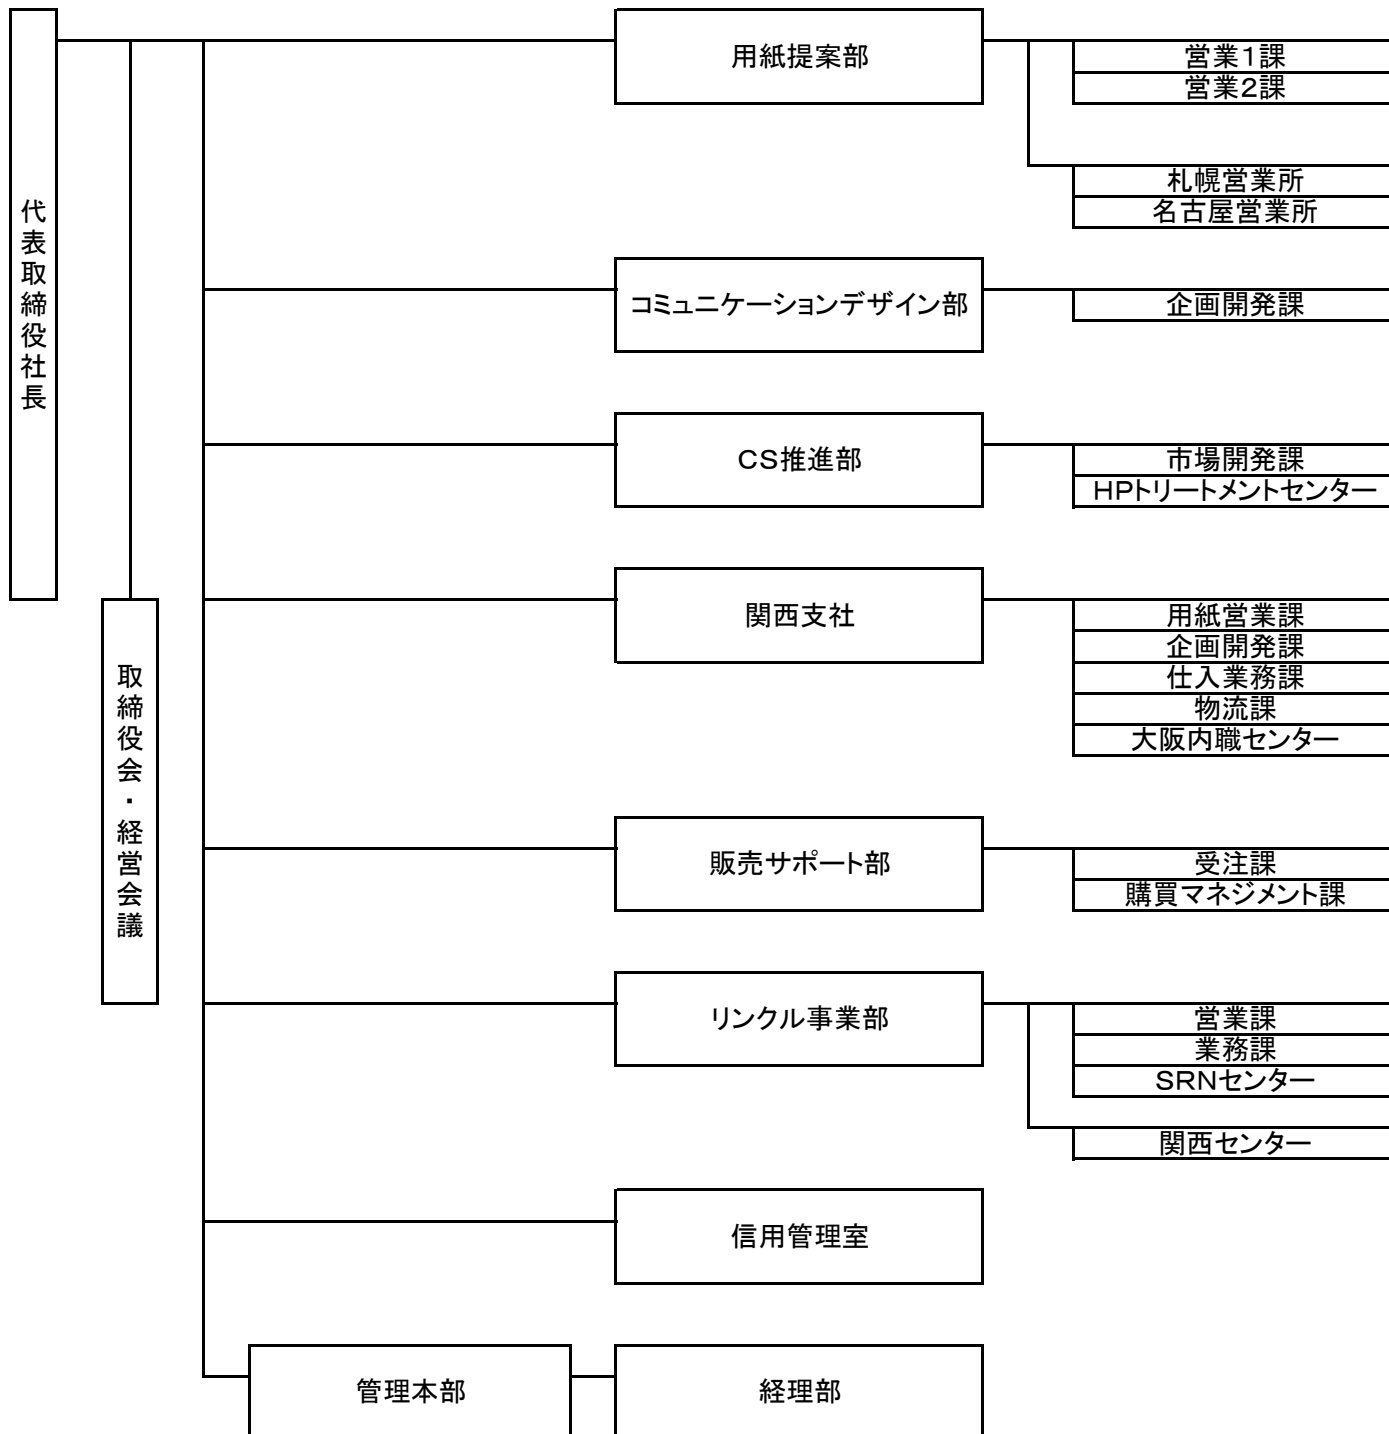 代表取締役社長
取締役会・経営会議
用紙提案部
営業1課
営業2課
札幌営業所
名古屋営業所
コミュニケーションデザイン部
企画開発課
CS推進部
市場開発課
HPトリートメントセンター
関西支社
用紙営業課
企画開発課
仕入業務課
物流課
大阪内職センター
販売サポート部
受注課
購買マネジメント課
リンクル事業部
営業課
業務課
SRNセンター
関西センター
信用管理室
管理本部
経理部